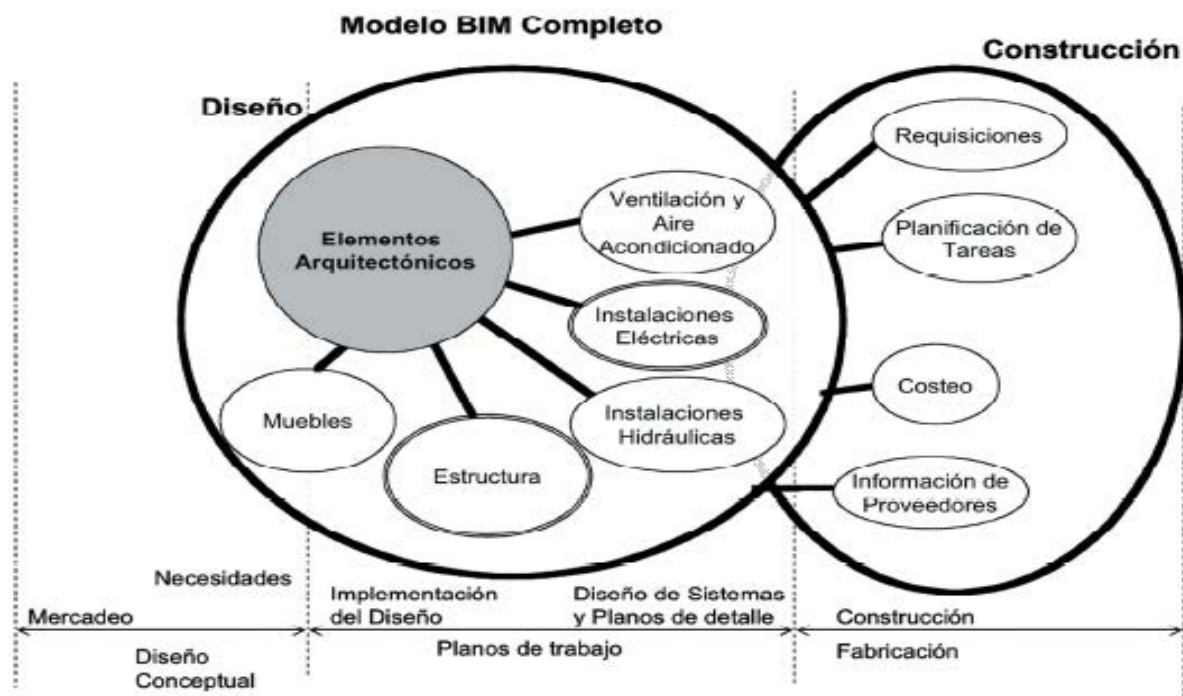 Modelo BIM Completo
Construcción
Diseño
Elementos
Arquitectónicos
Ventilación y
Aire
Acondicionado
Instalaciones
Eléctricas
Instalaciones
Hidráulicas
Muebles
Estructura
Requisiciones
Planificación de
Tareas
Costeo
Información de
Proveedores
Necesidades
Mercadeo
Diseño
Conceptual
Implementación
del Diseño
Diseño de Sistemas
y Planos de detalle
Planos de trabajo
Construcción
Fabricación